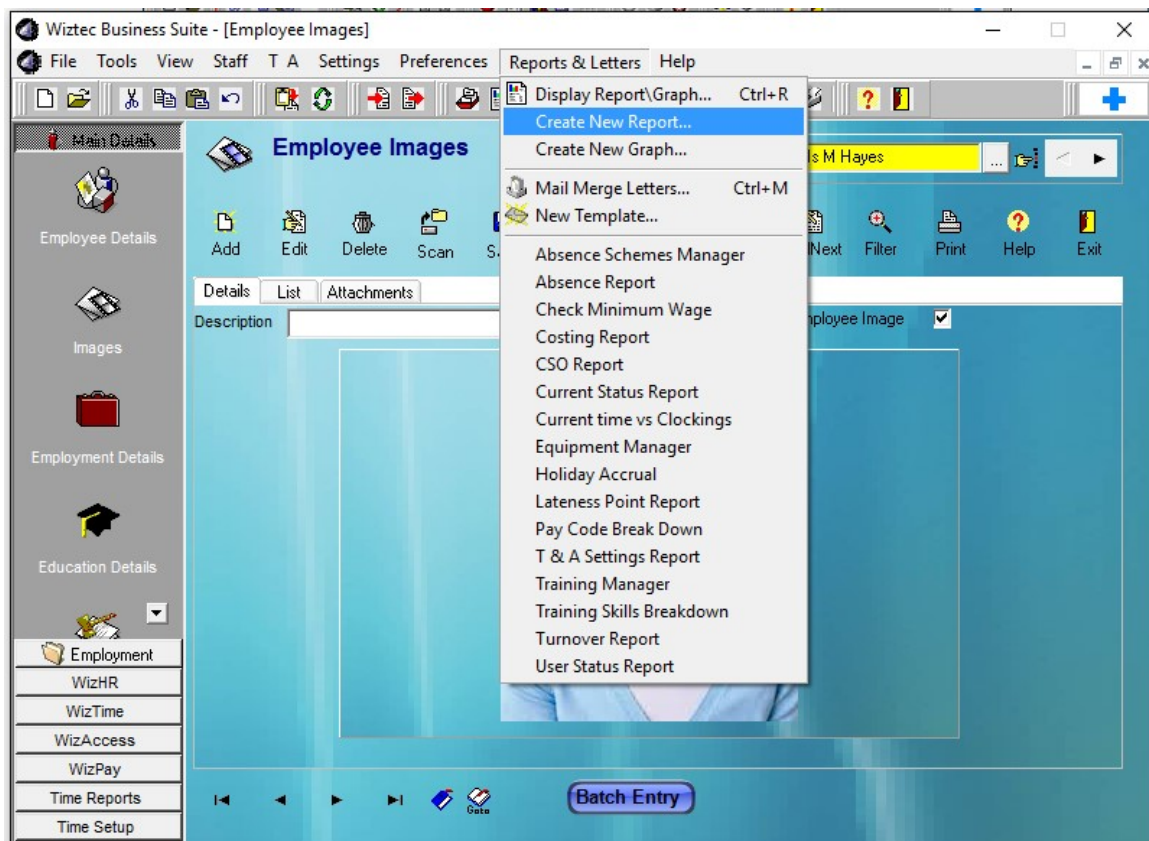 Wiztec Business Suite - [Employee Images]
File Tools View Staff T A Settings Preferences Reports & Letters Help
Display Report\Graph... Ctrl+R
Create New Report...
Create New Graph...
Mail Merge Letters... Ctrl+M
New Template...
Absence Schemes Manager
Absence Report
Check Minimum Wage
Costing Report
CSO Report
Current Status Report
Current time vs Clockings
Equipment Manager
Holiday Accrual
Lateness Point Report
Pay Code Break Down
T & A Settings Report
Training Manager
Training Skills Breakdown
Turnover Report
User Status Report
Main Details
Employee Details
Images
Employment Details
Education Details
Employment
WizHR
WizTime
WizAccess
WizPay
Time Reports
Time Setup
Employee Images
M Hayes
...
Add Edit Delete Scan Next Filter Print Help Exit
Details List Attachments
Description
Image
Goto
Batch Entry